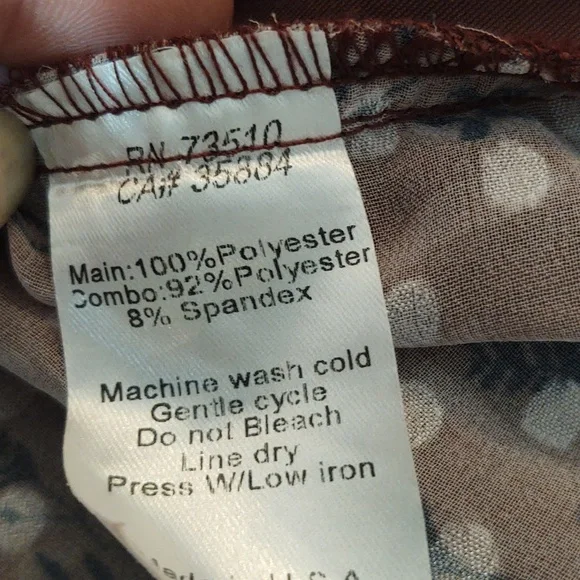 RN 73510
CA# 35884
Main:100%Polyester
Combo:92%Polyester
8% Spandex
Machine wash cold
Gentle cycle
Do not Bleach
Line dry
Press W/Low iron